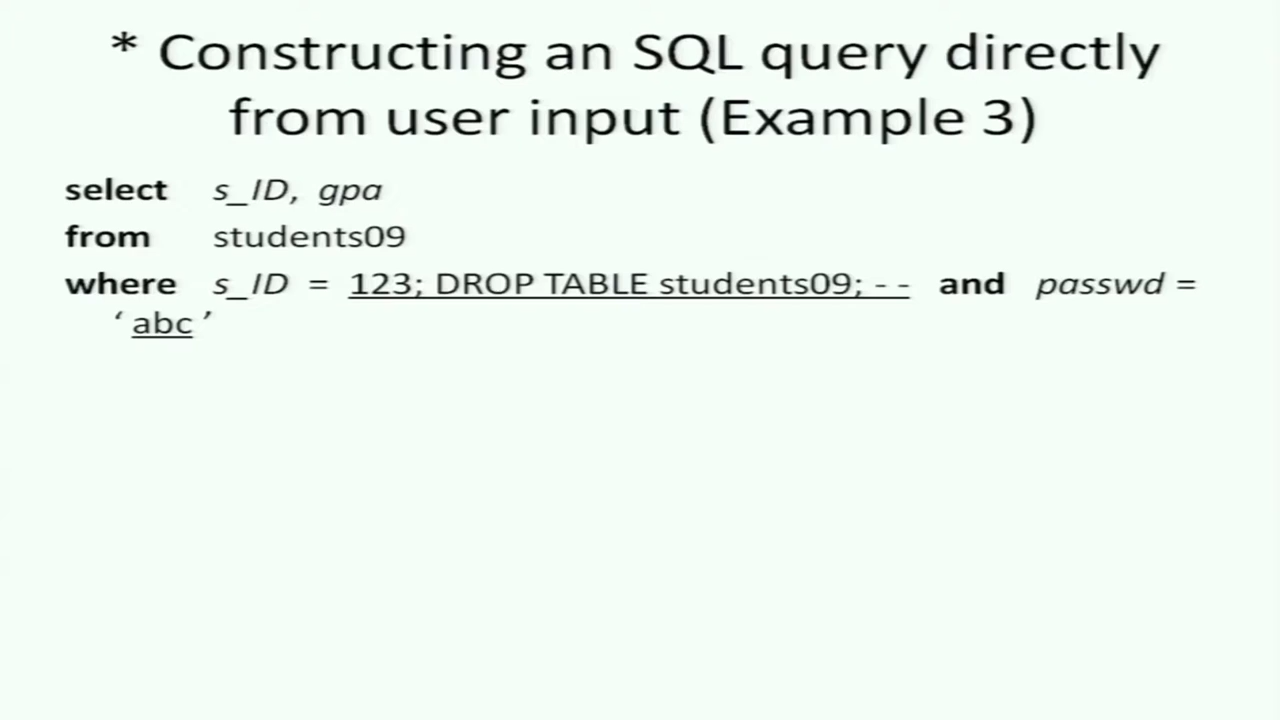 * Constructing an SQL query directly
from user input (Example 3)
select s_ID, gpa
from students09
where s_ID = 123; DROP TABLE students09; - - and passwd =
‘ abc ’